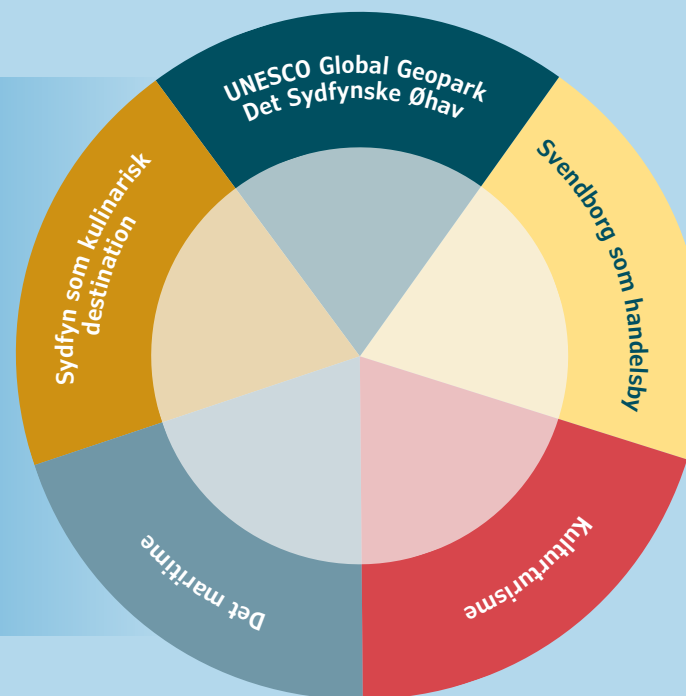 UNESCO Global Geopark
Det Sydfynske Øhav
Svendborg som handelsby
Kulturturisme
Det maritime
Sydfyn som kulinarisk
destination